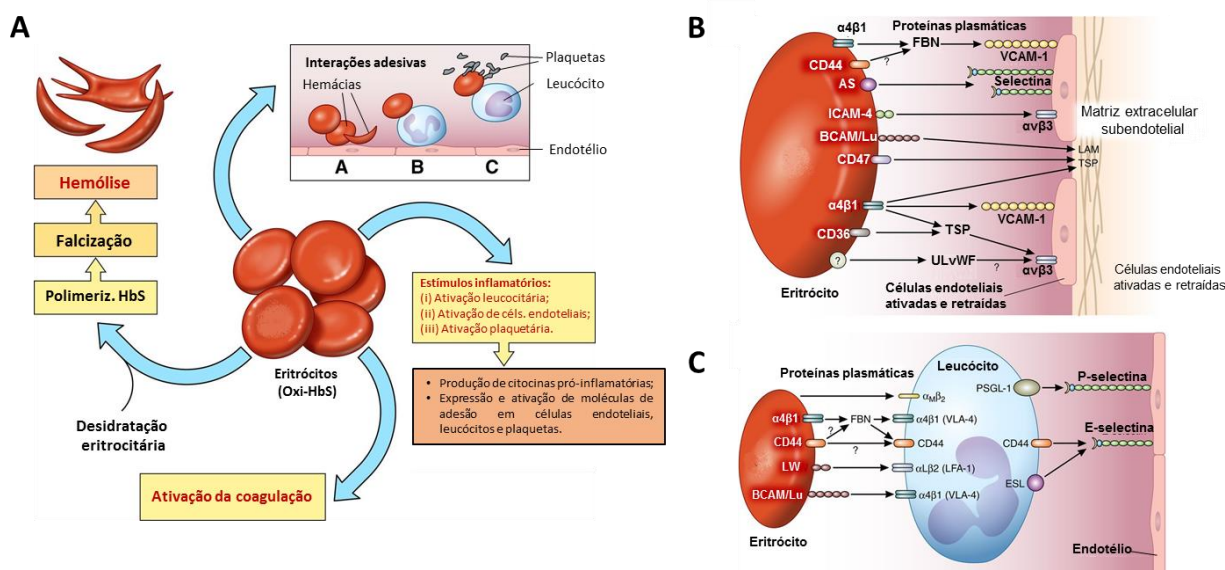 A
Interações adesivas
Hemácias
Plaquetas
Leucócito
Endotélio
A B C
Hemólise
Falcização
Polimeriz. HbS
Desidratação
eritrocitária
Eritrócitos
(Oxi-HbS)
Estímulos inflamatórios:
(i) Ativação leucocitária;
(ii) Ativação de céls. endoteliais;
(iii) Ativação plaquetária.
• Produção de citocinas pró-inflamatórias;
• Expressão e ativação de moléculas de
adesão em células endoteliais,
leucócitos e plaquetas.
Ativação da coagulação
B
Proteínas plasmáticas
α4β1
FBN
VCAM-1
CD44
?
AS
Selectina
ICAM-4
αvβ3
BCAM/Lu
LAM
CD47
TSP
α4β1
VCAM-1
CD36
TSP
?
ULvWF
?
αvβ3
Eritrócito
Células endoteliais
ativadas e retraídas
Matriz extracelular
subendotelial
Células endoteliais
ativadas e retraídas
C
Proteínas plasmáticas
Leucócito
PSGL-1
P-selectina
αMβ2
α4β1
FBN
α4β1 (VLA-4)
?
CD44
?
CD44
CD44
E-selectina
LW
αLβ2 (LFA-1)
ESL
BCAM/Lu
α4β1 (VLA-4)
Eritrócito
Endotélio